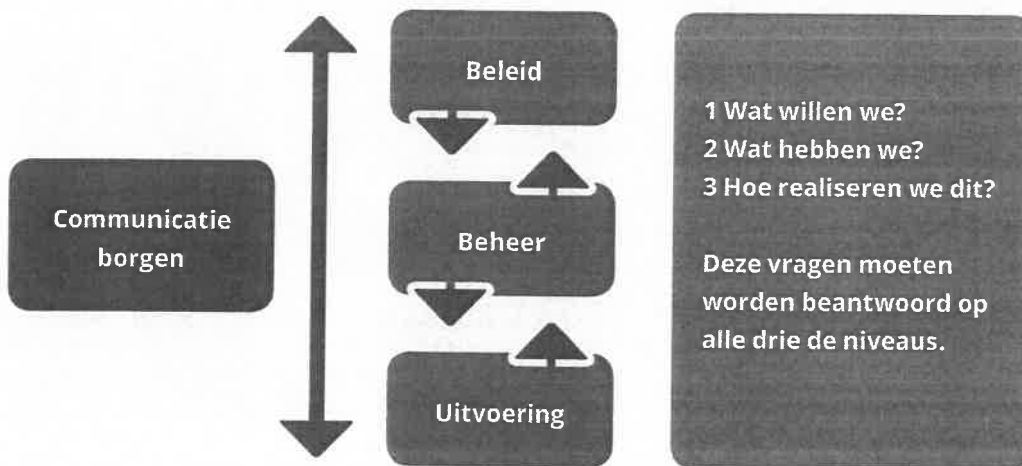 Communicatie
borgen
Beleid
Beheer
Uitvoering
1 Wat willen we?
2 Wat hebben we?
3 Hoe realiseren we dit?
Deze vragen moeten
worden beantwoord op
alle drie de niveaus.